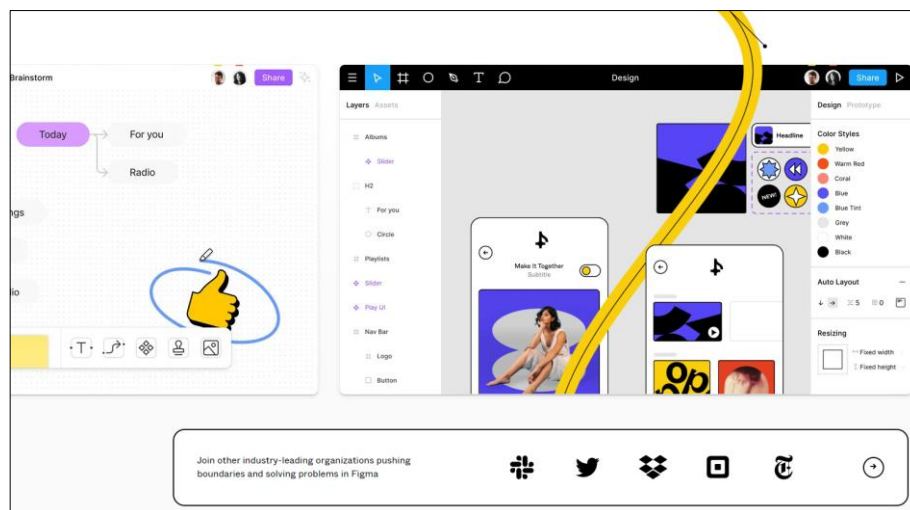 Brainstorm
Share
Today
For you
Radio
ngs
io
T
Design
Share
Layers Assets
Albums
Slider
H2
For you
Circle
Playlists
Slider
Play UI
Nav Bar
Logo
Button
Make It Together
Subtitle
Headline
NEW!
Design Prototype
Color Styles
Yellow
Warm Red
Coral
Blue
Blue Tint
Grey
White
Black
Auto Layout
5
0
Resizing
Fixed width
Fixed height
Join other industry-leading organizations pushing
boundaries and solving problems in Figma